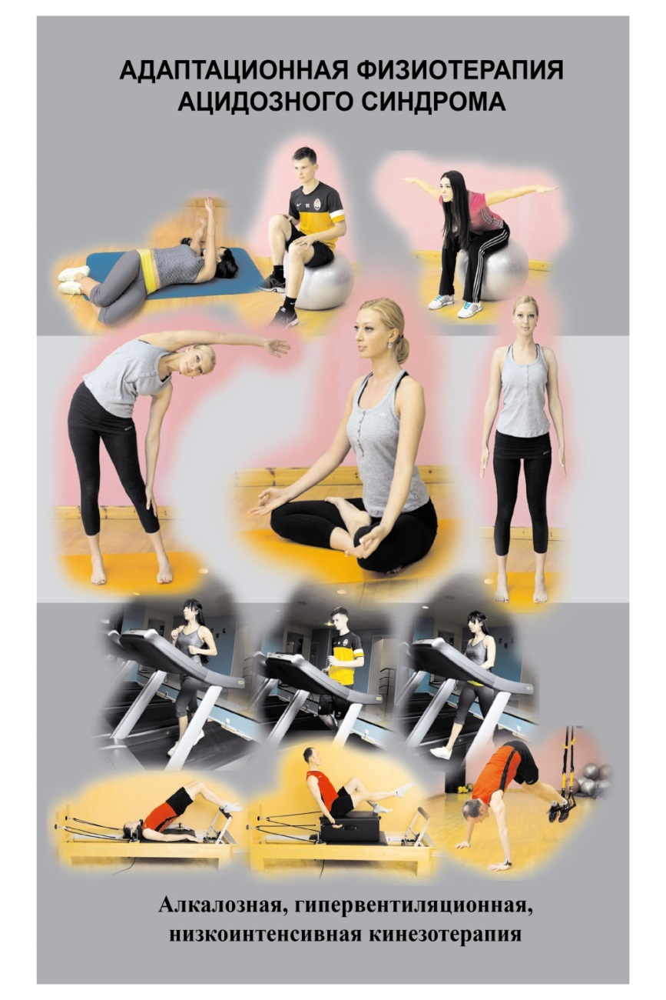 АДАПТАЦИОННАЯ ФИЗИОТЕРАПИЯ
АЦИДОЗНОГО СИНДРОМА
Алкалозная, гипервентиляционная,
низкоинтенсивная кинезотерапия